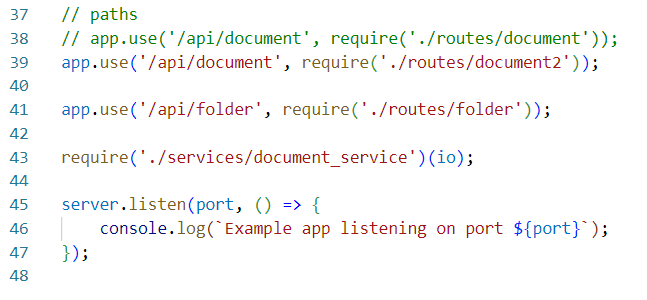 37 // paths
38 // app.use('/api/document', require('./routes/document'));
39 app.use('/api/document', require('./routes/document2'));
40
41 app.use('/api/folder', require('./routes/folder'));
42
43 require('./services/document_service')(io);
44
45 server.listen(port, () => {
46     console.log(`Example app listening on port ${port}`);
47 });
48